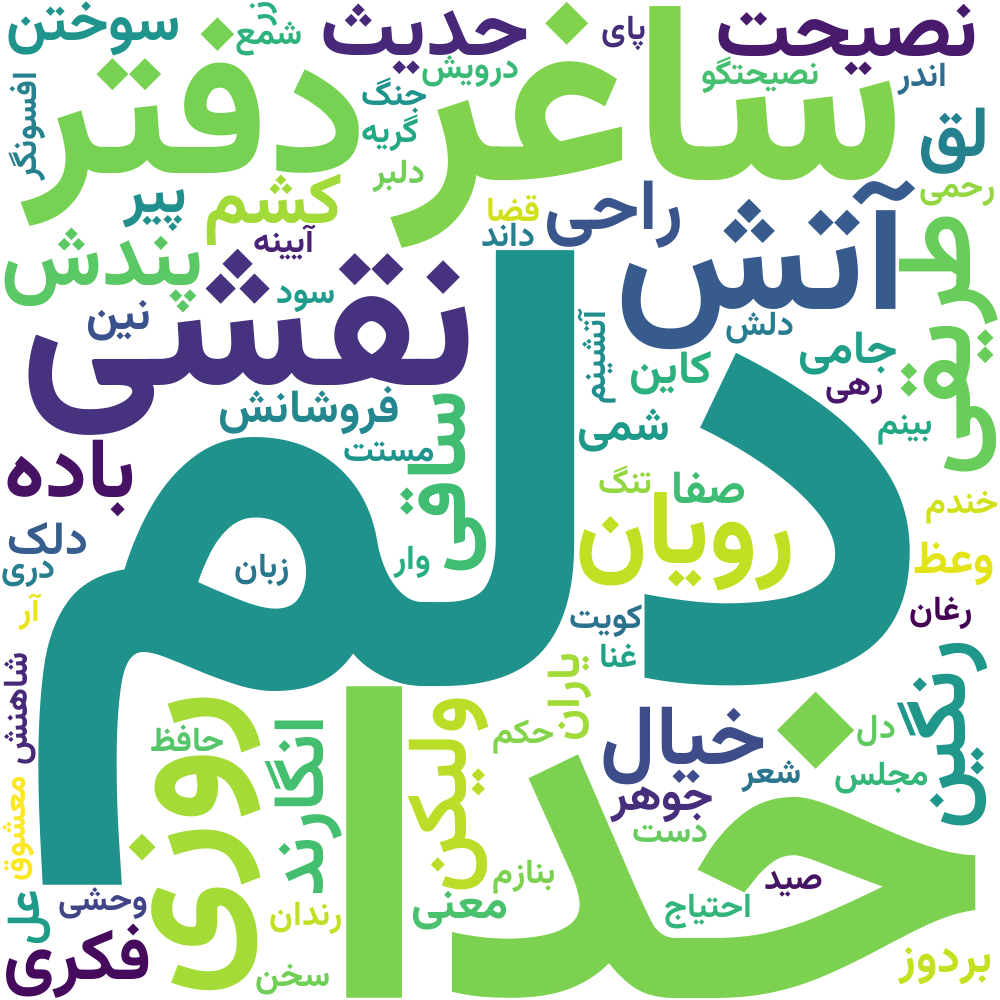 نصیحت
پای
حدیث
زر
شمع
سوختن
اندر
نصیحتگو
درویش
جنگ
افسونگر
ساغر
دفتر
لق
گریه
دلبر
رحمی
راحی
قضا
کشم
پیر
داند
آیینه
پندش
آتش
طریقی
سود
نین
نقشی
دلش
آتشینم
جامی
کاین
رهی
فروشانش
شمی
بینم
مستت
ساقی
باده
تنگ
صفا
خندم
رویان
دلک
وعظ
دلم
زبان
وار
دری
آر
کویت
رغان
غنا
یاران
شاهنش
رنگین
دل
خیال
حکم
ولیکن
حافظ
روزی
انگارند
شعر
مجلس
جوهر
دست
معشوق
خدا
بنازم
صید
احتیاج
معنی
رندان
وحشی
عل
فکری
سخن
بردوز